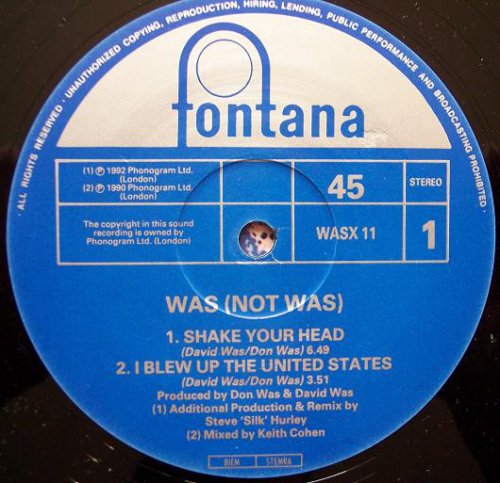 · ALL RIGHTS RESERVED · UNAUTHORIZED COPYING, REPRODUCTION, HIRING, LENDING, PUBLIC PERFORMANCE AND BROADCASTING PROHIBITED ·
fontana
(1) ℗ 1992 Phonogram Ltd.
(London)
(2) ℗ 1990 Phonogram Ltd.
(London)
45
STEREO
The copyright in this sound
recording is owned by
Phonogram Ltd. (London)
WASX 11
1
WAS (NOT WAS)
1. SHAKE YOUR HEAD
(David Was/Don Was) 6.49
2. I BLEW UP THE UNITED STATES
(David Was/Don Was) 3.51
Produced by Don Was & David Was
(1) Additional Production & Remix by
Steve 'Silk' Hurley
(2) Mixed by Keith Cohen
BIEM STEMRA